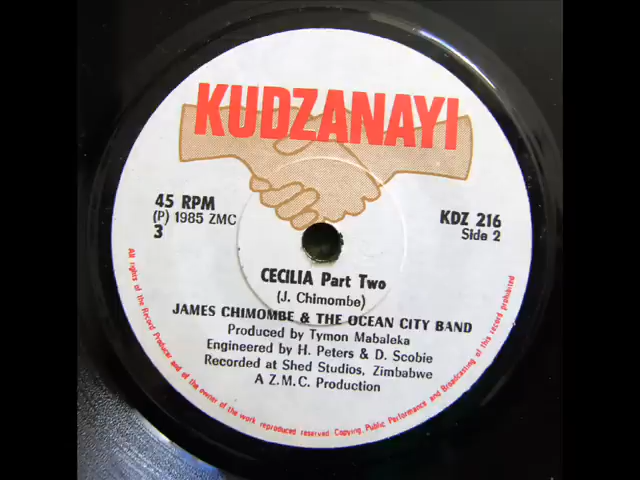 KUDZANAYI
45 RPM
(P) 1985 ZMC
3
KDZ 216
Side 2
CECILIA Part Two
(J. Chimombe)
JAMES CHIMOMBE & THE OCEAN CITY BAND
Produced by Tymon Mabaleka
Engineered by H. Peters & D. Scobie
Recorded at Shed Studios, Zimbabwe
A Z.M.C. Production
All rights of the Record Producer and of the owner of the work reproduced reserved Copying, Public Performance and Broadcasting of this record prohibited